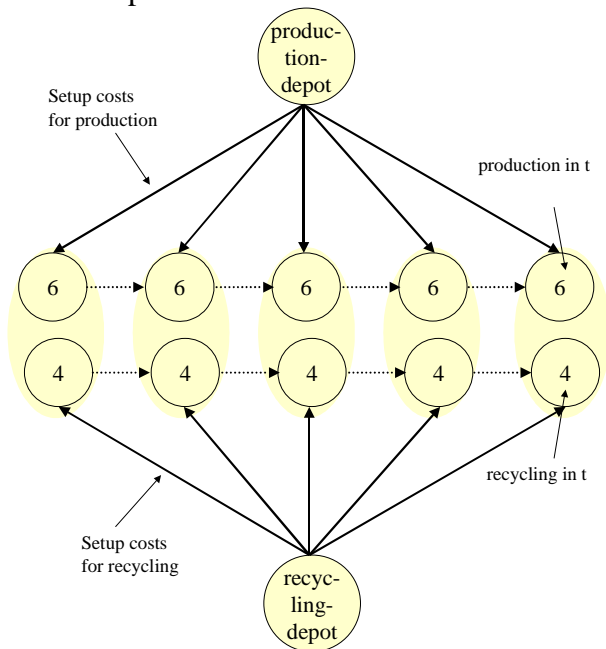 produc-
tion-
depot
Setup costs
for production
production in t
6 6 6 6 6
4 4 4 4 4
recycling in t
Setup costs
for recycling
recyc-
ling-
depot